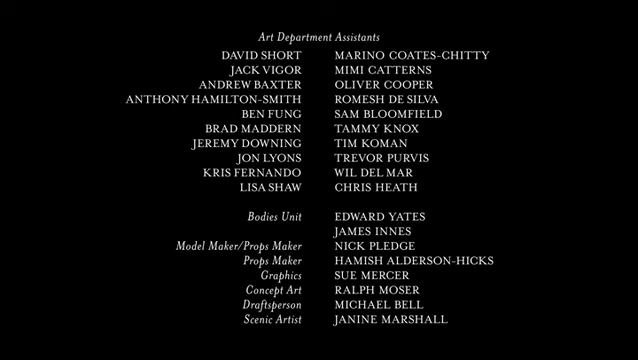 Art Department Assistants
DAVID SHORT MARINO COATES-CHITTY
JACK VIGOR MIMI CATTERNS
ANDREW BAXTER OLIVER COOPER
ANTHONY HAMILTON-SMITH ROMESH DE SILVA
BEN FUNG SAM BLOOMFIELD
BRAD MADDERN TAMMY KNOX
JEREMY DOWNING TIM KOMAN
JON LYONS TREVOR PURVIS
KRIS FERNANDO WIL DEL MAR
LISA SHAW CHRIS HEATH
Bodies Unit EDWARD YATES
JAMES INNES
Model Maker/Props Maker NICK PLEDGE
Props Maker HAMISH ALDERSON-HICKS
Graphics SUE MERCER
Concept Art RALPH MOSER
Draftsperson MICHAEL BELL
Scenic Artist JANINE MARSHALL